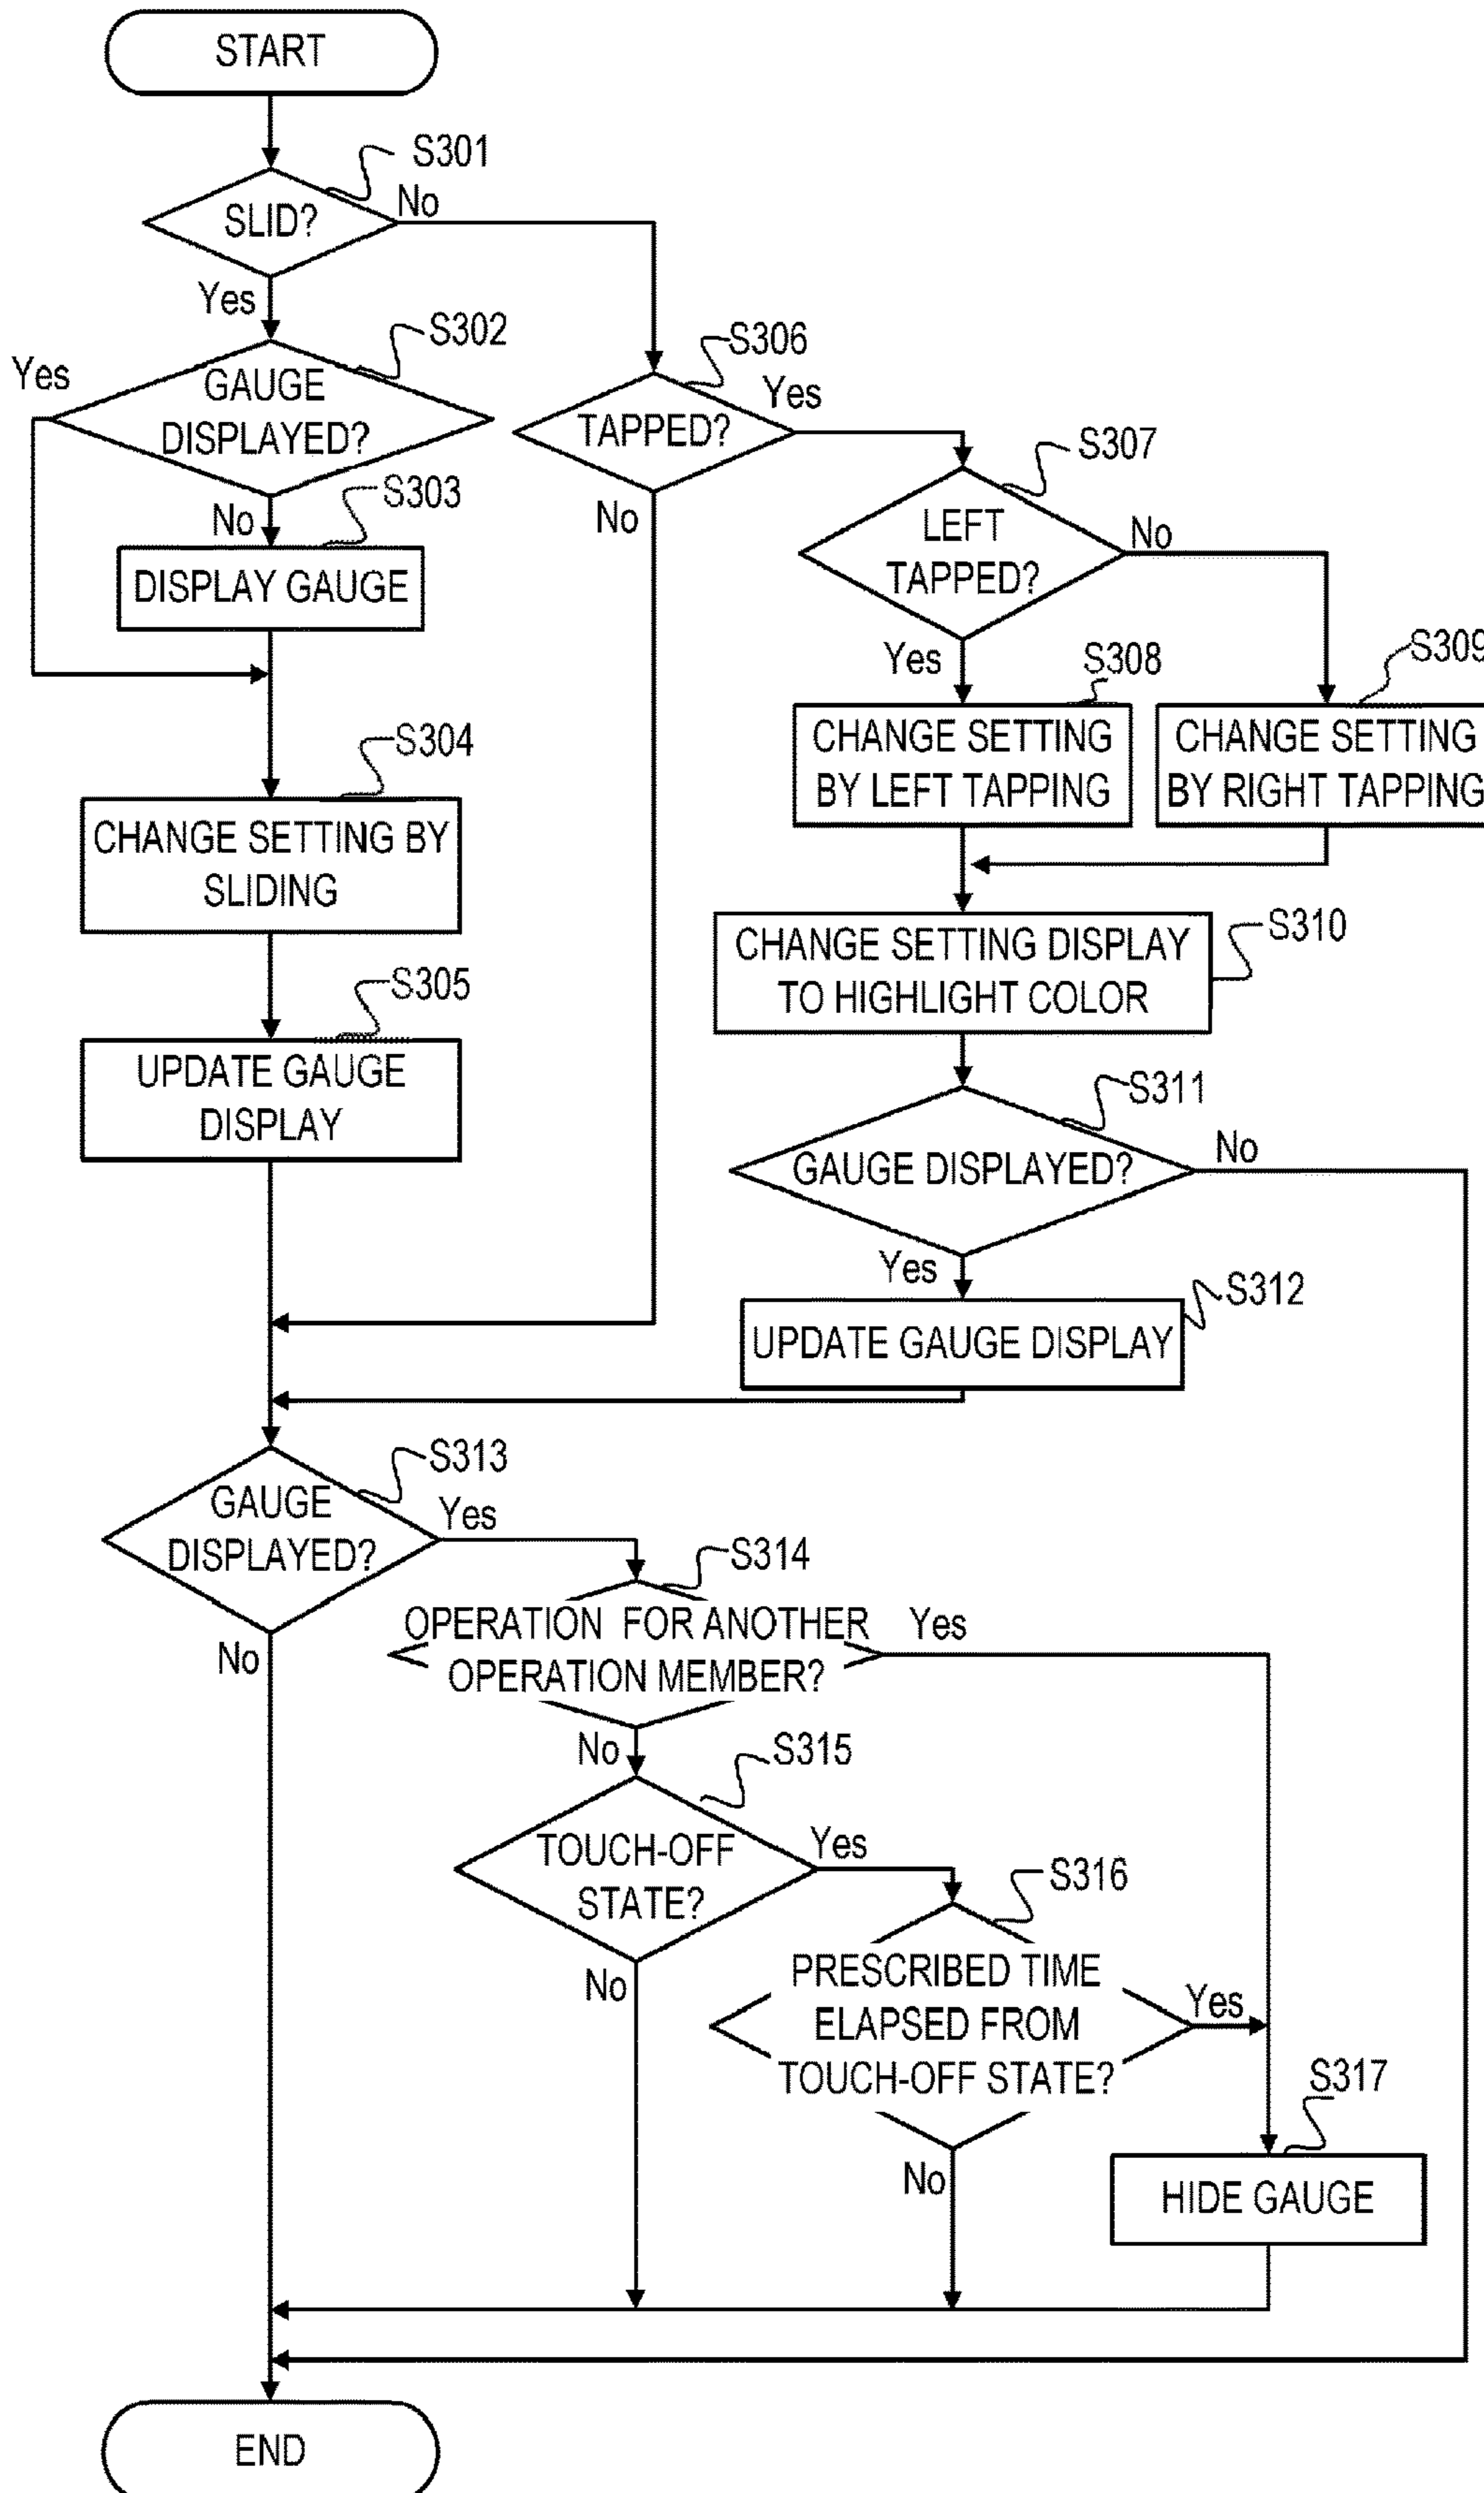 START
S301
SLID?
No
Yes
S302
Yes
GAUGE
DISPLAYED?
S306
TAPPED?
Yes
No
S303
No
DISPLAY GAUGE
S307
LEFT
TAPPED?
No
Yes
S308
CHANGE SETTING
BY LEFT TAPPING
S309
CHANGE SETTING
BY RIGHT TAPPING
S304
CHANGE SETTING BY
SLIDING
S310
CHANGE SETTING DISPLAY
TO HIGHLIGHT COLOR
S305
UPDATE GAUGE
DISPLAY
S311
GAUGE DISPLAYED?
No
Yes
S312
UPDATE GAUGE DISPLAY
S313
GAUGE
DISPLAYED?
Yes
No
S314
OPERATION FOR ANOTHER
OPERATION MEMBER?
Yes
No
S315
TOUCH-OFF
STATE?
Yes
No
S316
PRESCRIBED TIME
ELAPSED FROM
TOUCH-OFF STATE?
Yes
No
S317
HIDE GAUGE
END